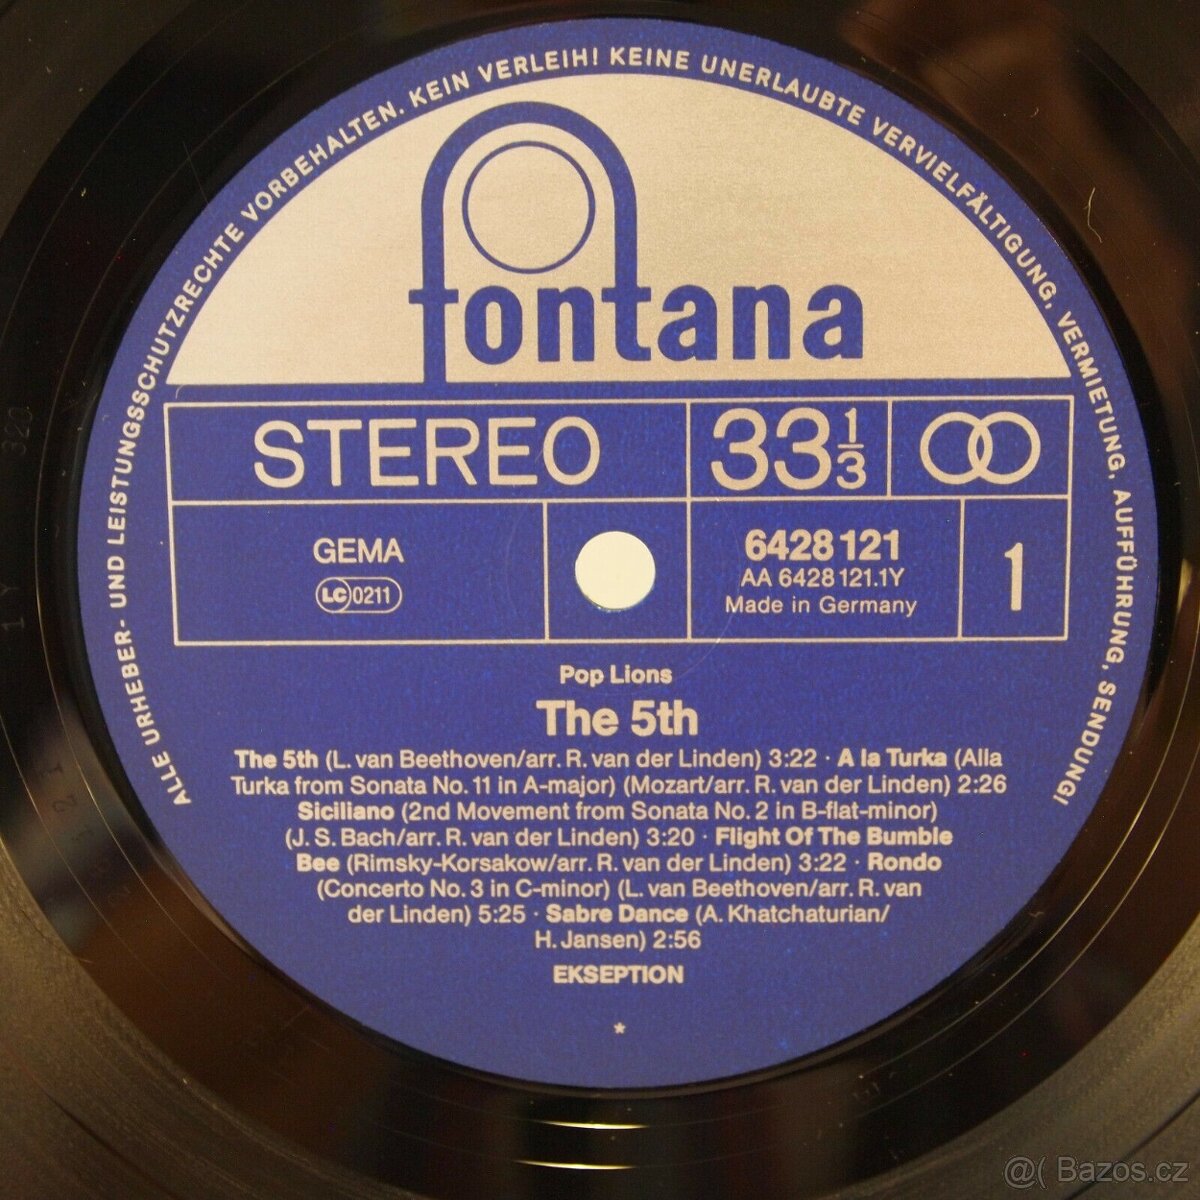 ALLE URHEBER- UND LEISTUNGSSCHUTZRECHTE VORBEHALTEN. KEIN VERLEIH! KEINE UNERLAUBTE VERVIELFÄLTIGUNG, VERMIETUNG, AUFFÜHRUNG, SENDUNG!
fontana
STEREO
33 1/3
GEMA
LC 0211
6428 121
AA 6428 121.1Y
Made in Germany
1
Pop Lions
The 5th
The 5th (L. van Beethoven/arr. R. van der Linden) 3:22 · A la Turka (Alla
Turka from Sonata No. 11 in A-major) (Mozart/arr. R. van der Linden) 2:26
Siciliano (2nd Movement from Sonata No. 2 in B-flat-minor)
(J. S. Bach/arr. R. van der Linden) 3:20 · Flight Of The Bumble
Bee (Rimsky-Korsakow/arr. R. van der Linden) 3:22 · Rondo
(Concerto No. 3 in C-minor) (L. van Beethoven/arr. R. van
der Linden) 5:25 · Sabre Dance (A. Khatchaturian/
H. Jansen) 2:56
EKSEPTION
*
@( Bazos.cz